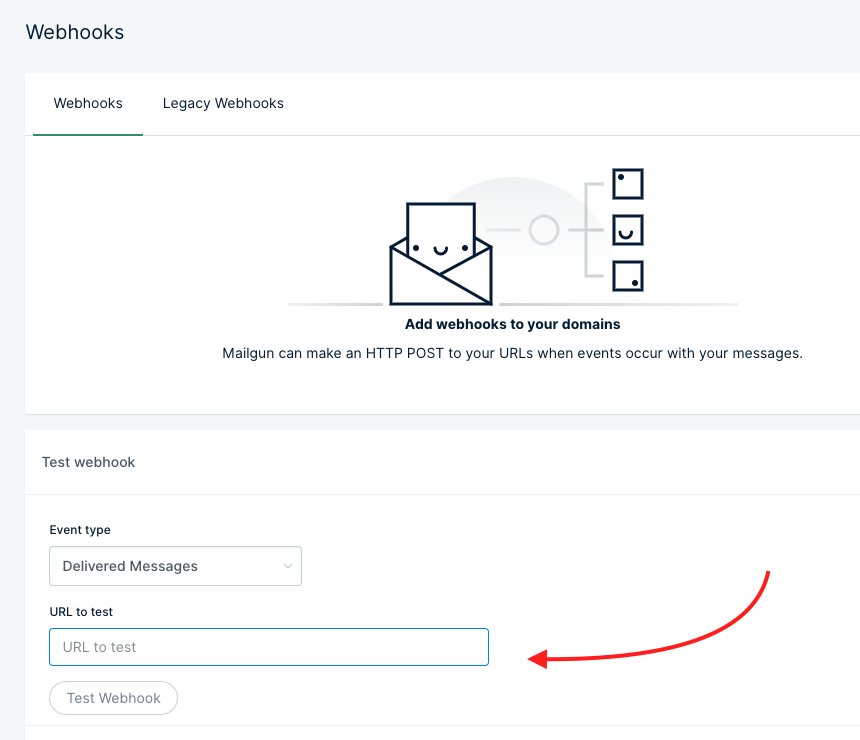 Webhooks
Webhooks
Legacy Webhooks
Add webhooks to your domains
Mailgun can make an HTTP POST to your URLs when events occur with your messages.
Test webhook
Event type
Delivered Messages
URL to test
URL to test
Test Webhook